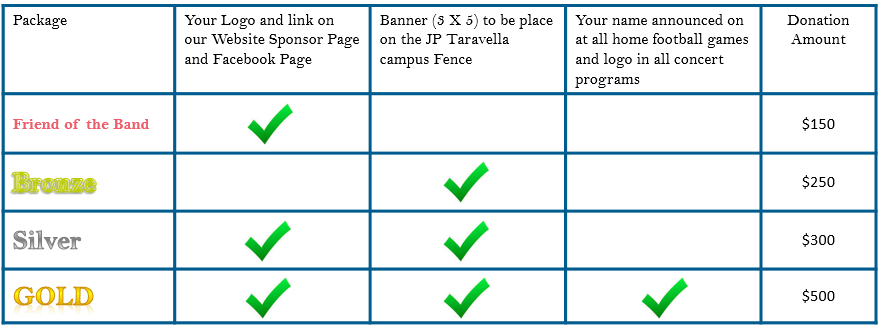 Package
Your Logo and link on
our Website Sponsor Page
and Facebook Page
Banner (3 X 5) to be place
on the JP Taravella
campus Fence
Your name announced on
at all home football games
and logo in all concert
programs
Donation
Amount
Friend of the Band
$150
Bronze
$250
Silver
$300
GOLD
$500